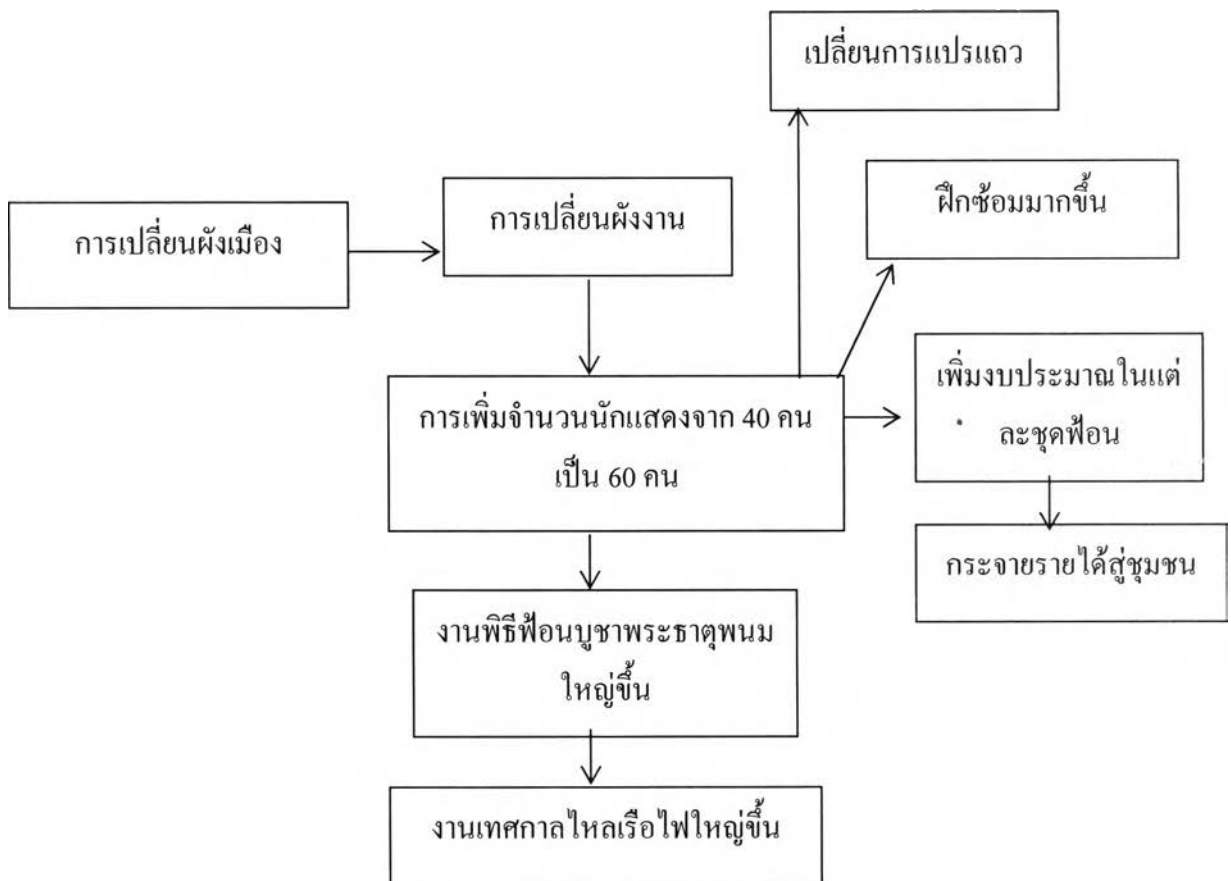 เปลี่ยนการแปรแถว
ฝึกซ้อมมากขึ้น
การเปลี่ยนผังงาน
การเปลี่ยนผังเมือง
เพิ่มงบประมาณในแต่
ละชุดฟ้อน
การเพิ่มจำนวนนักแสดงจาก 40 คน
เป็น 60 คน
กระจายรายได้สู่ชุมชน
งานพิธีฟ้อนบูชาพระธาตุพนม
ใหญ่ขึ้น
งานเทศกาลไหลเรือไฟใหญ่ขึ้น